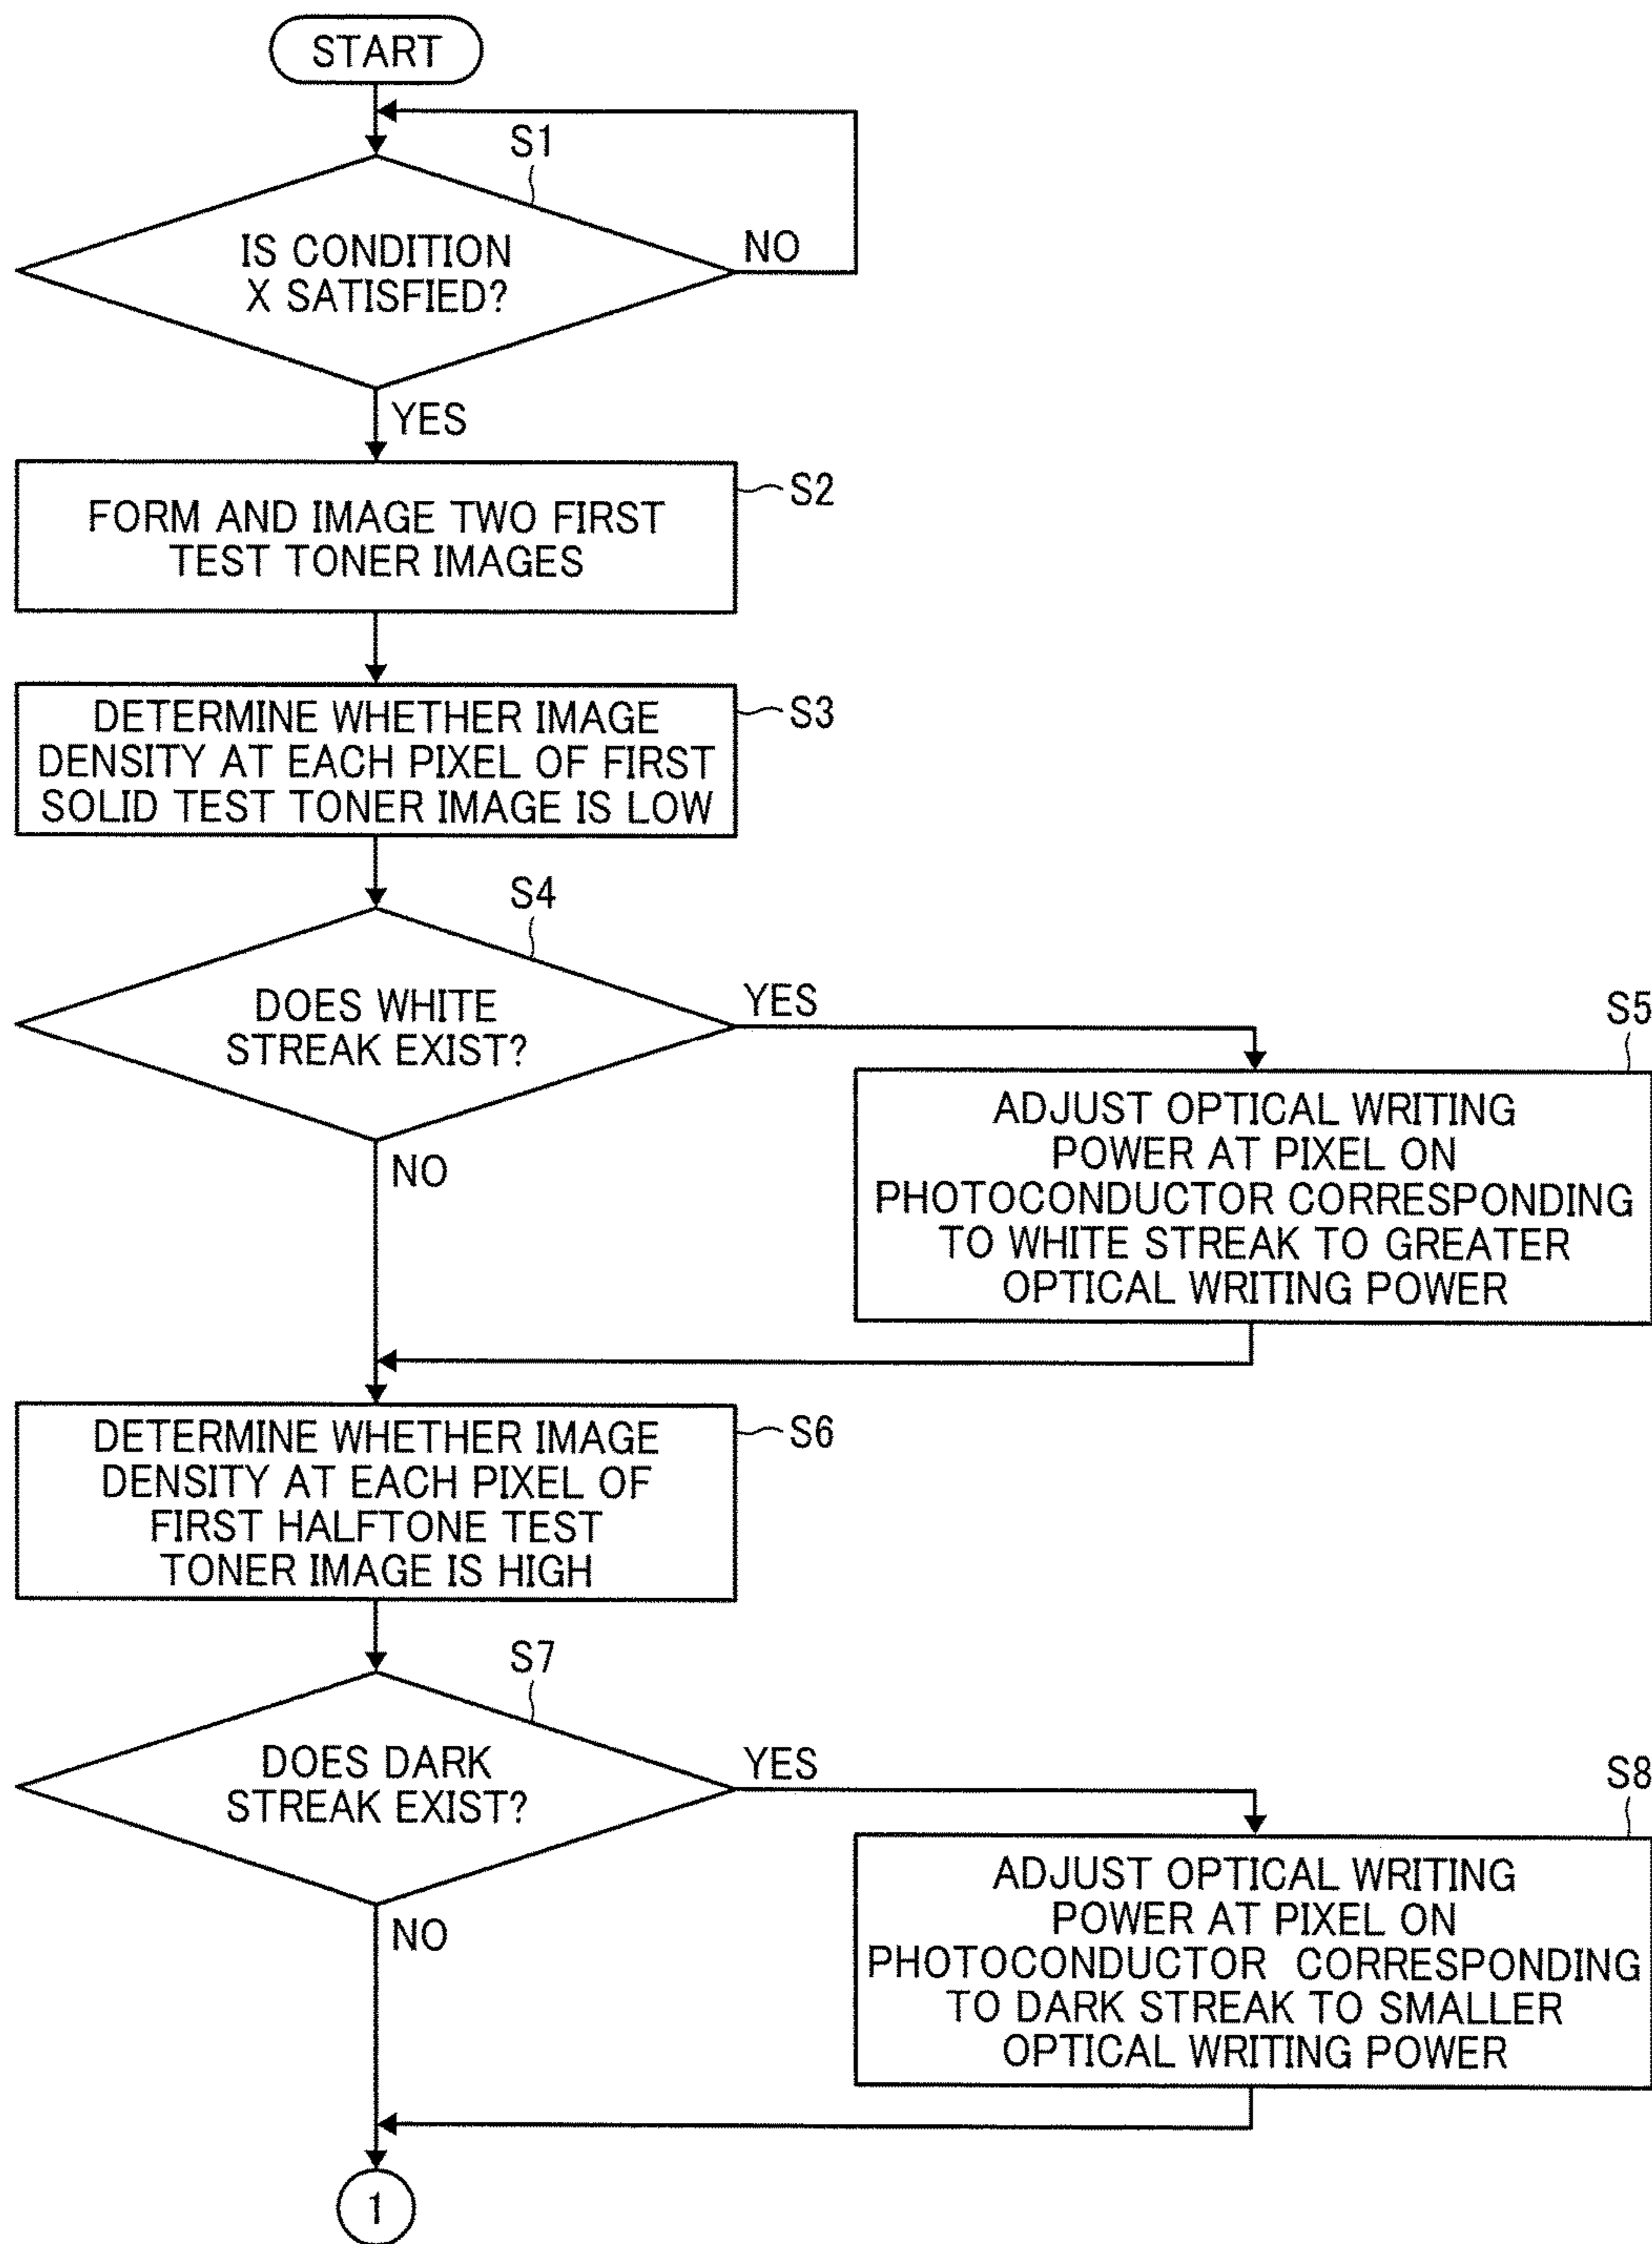 START
S1
IS CONDITION
X SATISFIED?
NO
YES
FORM AND IMAGE TWO FIRST
TEST TONER IMAGES
S2
DETERMINE WHETHER IMAGE
DENSITY AT EACH PIXEL OF FIRST
SOLID TEST TONER IMAGE IS LOW
S3
S4
DOES WHITE
STREAK EXIST?
YES
NO
S5
ADJUST OPTICAL WRITING
POWER AT PIXEL ON
PHOTOCONDUCTOR CORRESPONDING
TO WHITE STREAK TO GREATER
OPTICAL WRITING POWER
DETERMINE WHETHER IMAGE
DENSITY AT EACH PIXEL OF
FIRST HALFTONE TEST
TONER IMAGE IS HIGH
S6
S7
DOES DARK
STREAK EXIST?
YES
NO
S8
ADJUST OPTICAL WRITING
POWER AT PIXEL ON
PHOTOCONDUCTOR CORRESPONDING
TO DARK STREAK TO SMALLER
OPTICAL WRITING POWER
1